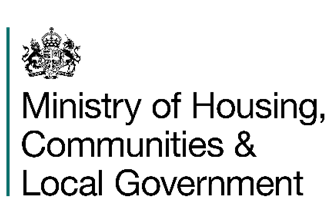 Ministry of Housing,
Communities &
Local Government